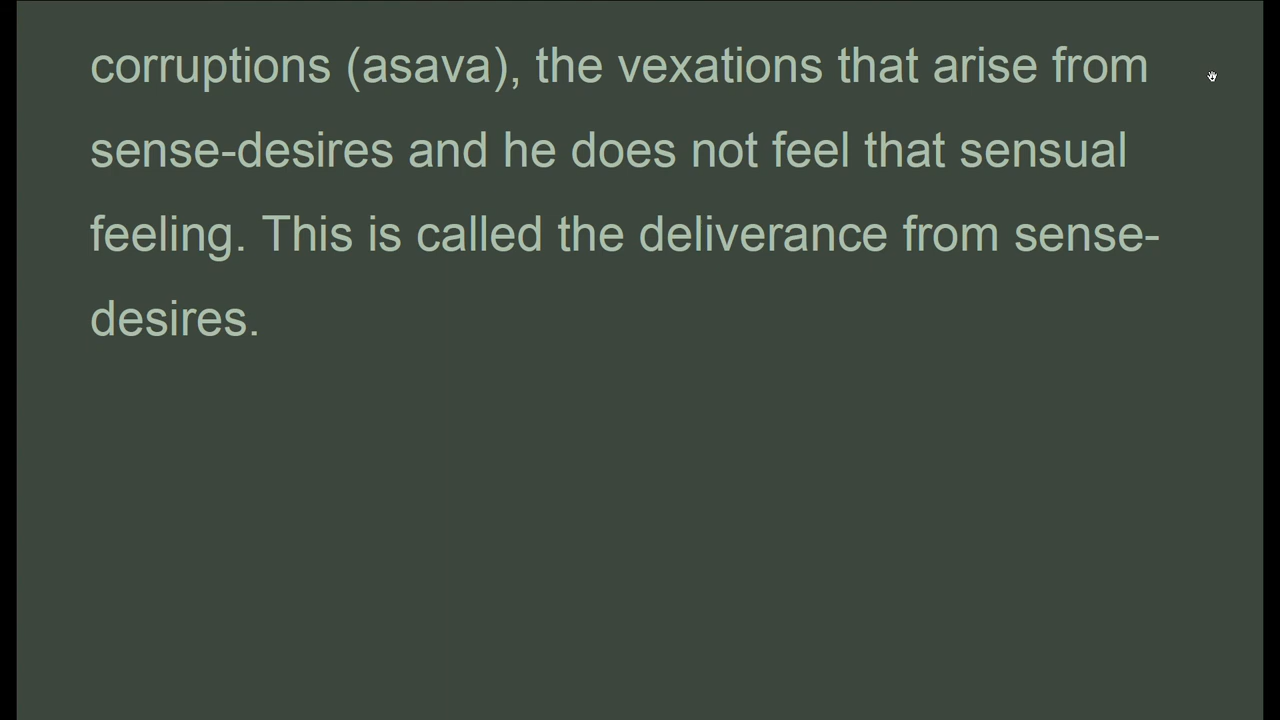 corruptions (asava), the vexations that arise from
sense-desires and he does not feel that sensual
feeling. This is called the deliverance from sense-
desires.